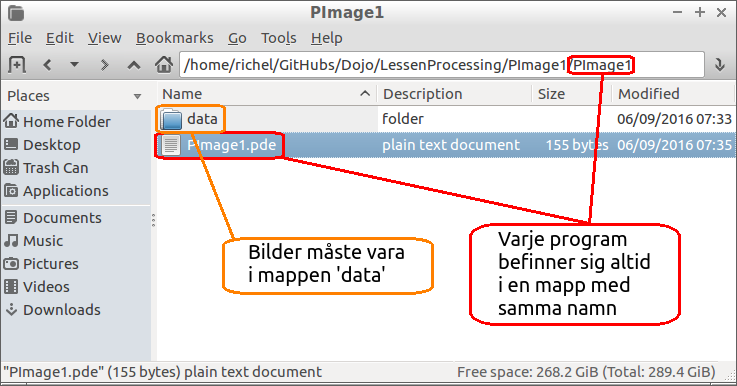 PImage1
File Edit View Bookmarks Go Tools Help
/home/richel/GitHubs/Dojo/LessenProcessing/PImage1/PImage1
Places
Name Description Size Modified
Home Folder
Desktop
Trash Can
Applications
Documents
Music
Pictures
Videos
Downloads
data folder 06/09/2016 07:33
PImage1.pde plain text document 155 bytes 06/09/2016 07:35
Bilder måste vara
i mappen 'data'
Varje program
befinner sig altid
i en mapp med
samma namn
"PImage1.pde" (155 bytes) plain text document Free space: 268.2 GiB (Total: 289.4 GiB)